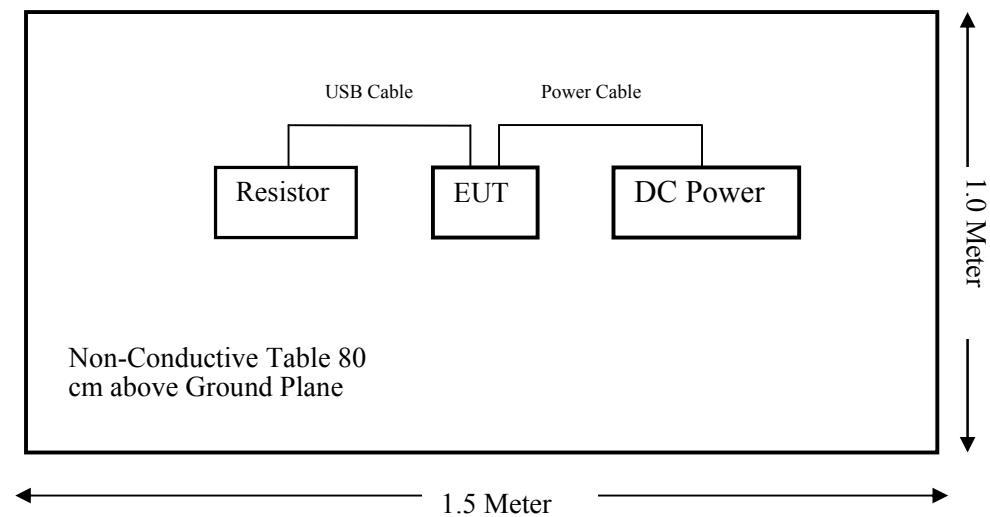 USB Cable
Power Cable
Resistor
EUT
DC Power
1.0 Meter
Non-Conductive Table 80
cm above Ground Plane
1.5 Meter